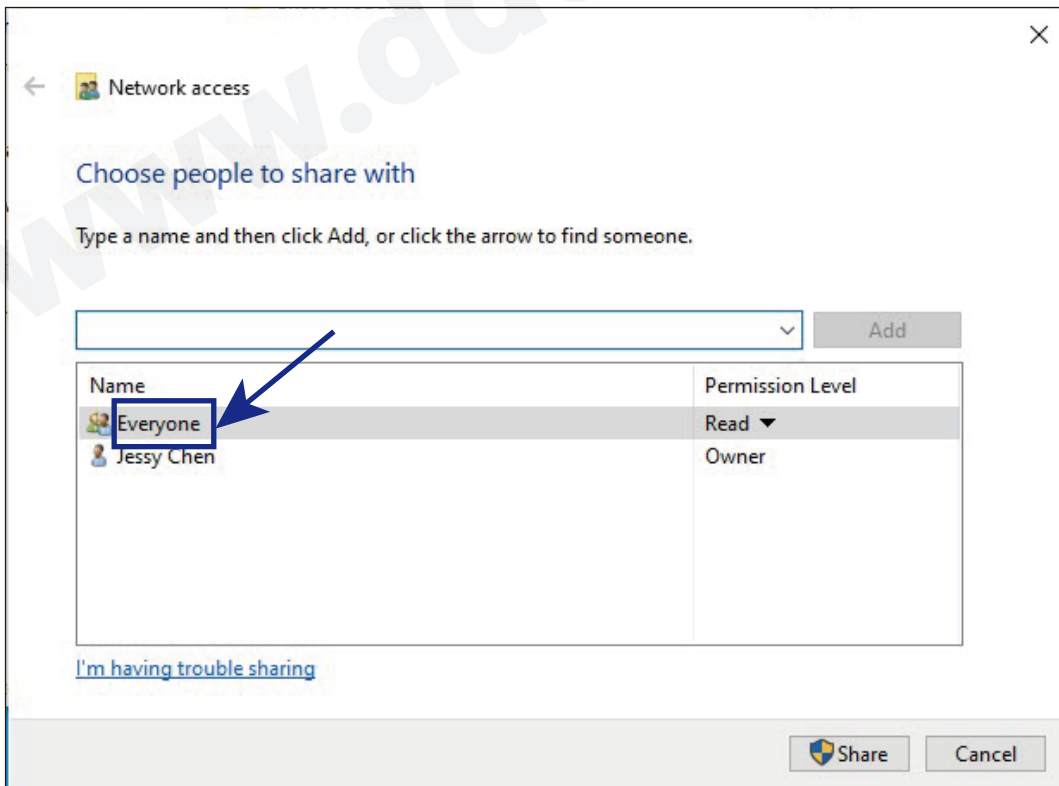 Network access
Choose people to share with
Type a name and then click Add, or click the arrow to find someone.
Add
Name Permission Level
Everyone Read
Jessy Chen Owner
I'm having trouble sharing
Share Cancel